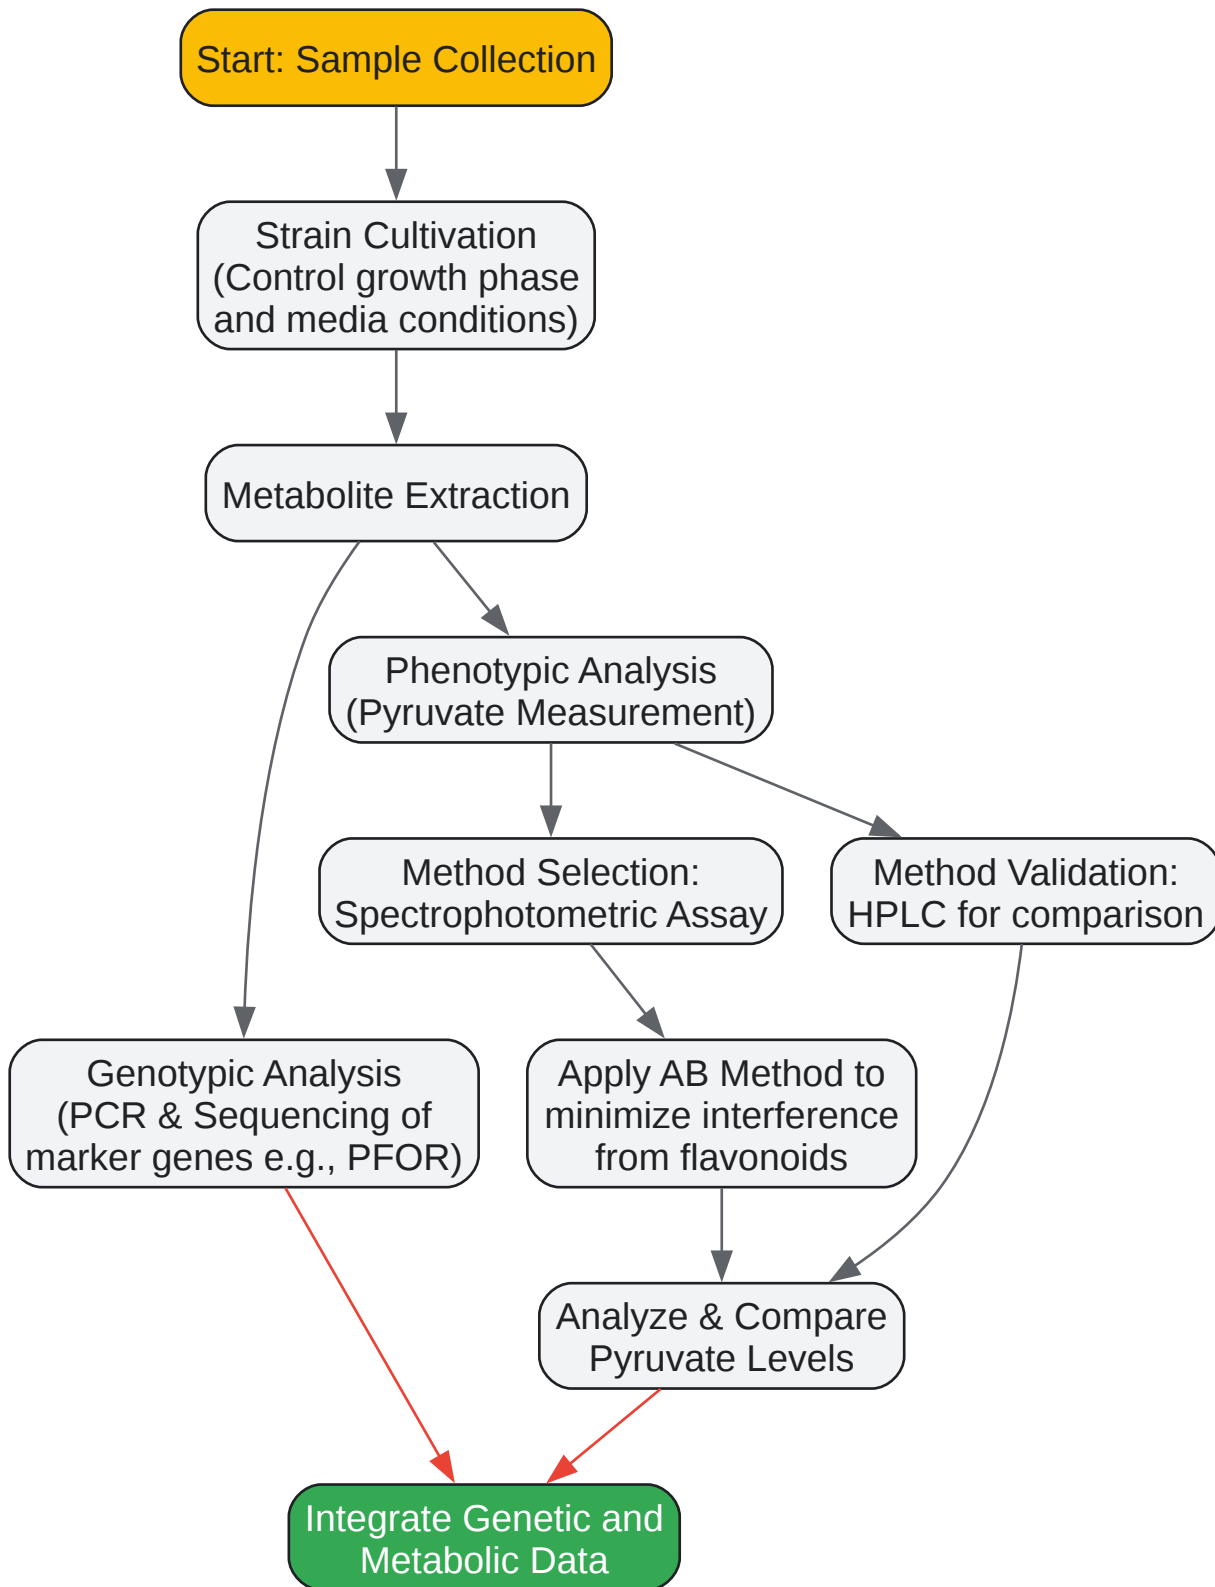 Start: Sample Collection
Strain Cultivation
(Control growth phase
and media conditions)
Metabolite Extraction
Phenotypic Analysis
(Pyruvate Measurement)
Method Selection:
Spectrophotometric Assay
Method Validation:
HPLC for comparison
Genotypic Analysis
(PCR & Sequencing of
marker genes e.g., PFOR)
Apply AB Method to
minimize interference
from flavonoids
Analyze & Compare
Pyruvate Levels
Integrate Genetic and
Metabolic Data